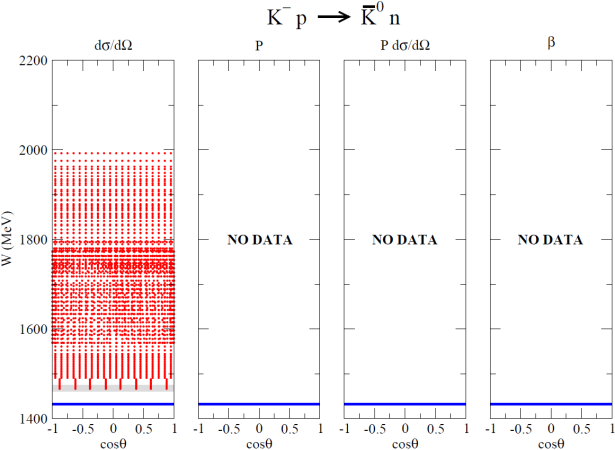 K⁻ p → K̅⁰ n
dσ/dΩ P P dσ/dΩ β
2200
2000
1800
1600
1400
W (MeV)
NO DATA NO DATA NO DATA
-1 -0.5 0 0.5 1 -1 -0.5 0 0.5 1 -1 -0.5 0 0.5 1 -1 -0.5 0 0.5 1
cosθ cosθ cosθ cosθ